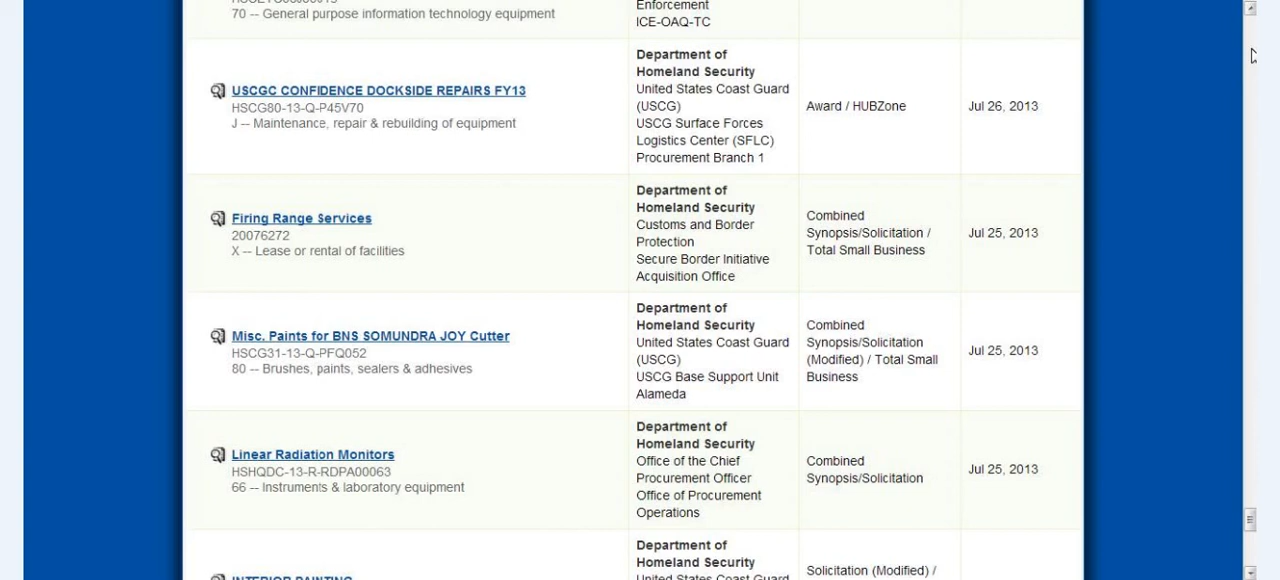 70 -- General purpose information technology equipment
Enforcement
ICE-OAQ-TC
USCGC CONFIDENCE DOCKSIDE REPAIRS FY13
HSCG80-13-Q-P45V70
J -- Maintenance, repair & rebuilding of equipment
Department of
Homeland Security
United States Coast Guard
(USCG)
USCG Surface Forces
Logistics Center (SFLC)
Procurement Branch 1
Award / HUBZone
Jul 26, 2013
Firing Range Services
20076272
X -- Lease or rental of facilities
Department of
Homeland Security
Customs and Border
Protection
Secure Border Initiative
Acquisition Office
Combined
Synopsis/Solicitation /
Total Small Business
Jul 25, 2013
Misc. Paints for BNS SOMUNDRA JOY Cutter
HSCG31-13-Q-PFQ052
80 -- Brushes, paints, sealers & adhesives
Department of
Homeland Security
United States Coast Guard
(USCG)
USCG Base Support Unit
Alameda
Combined
Synopsis/Solicitation
(Modified) / Total Small
Business
Jul 25, 2013
Linear Radiation Monitors
HSHQDC-13-R-RDPA00063
66 -- Instruments & laboratory equipment
Department of
Homeland Security
Office of the Chief
Procurement Officer
Office of Procurement
Operations
Combined
Synopsis/Solicitation
Jul 25, 2013
INTERIOR PAINTING
Department of
Homeland Security
United States Coast Guard
Solicitation (Modified) /